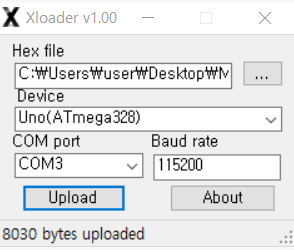 Xloader v1.00
Hex file
C:₩Users₩user₩Desktop₩M
...
Device
Uno(ATmega328)
COM port Baud rate
COM3 115200
Upload About
8030 bytes uploaded